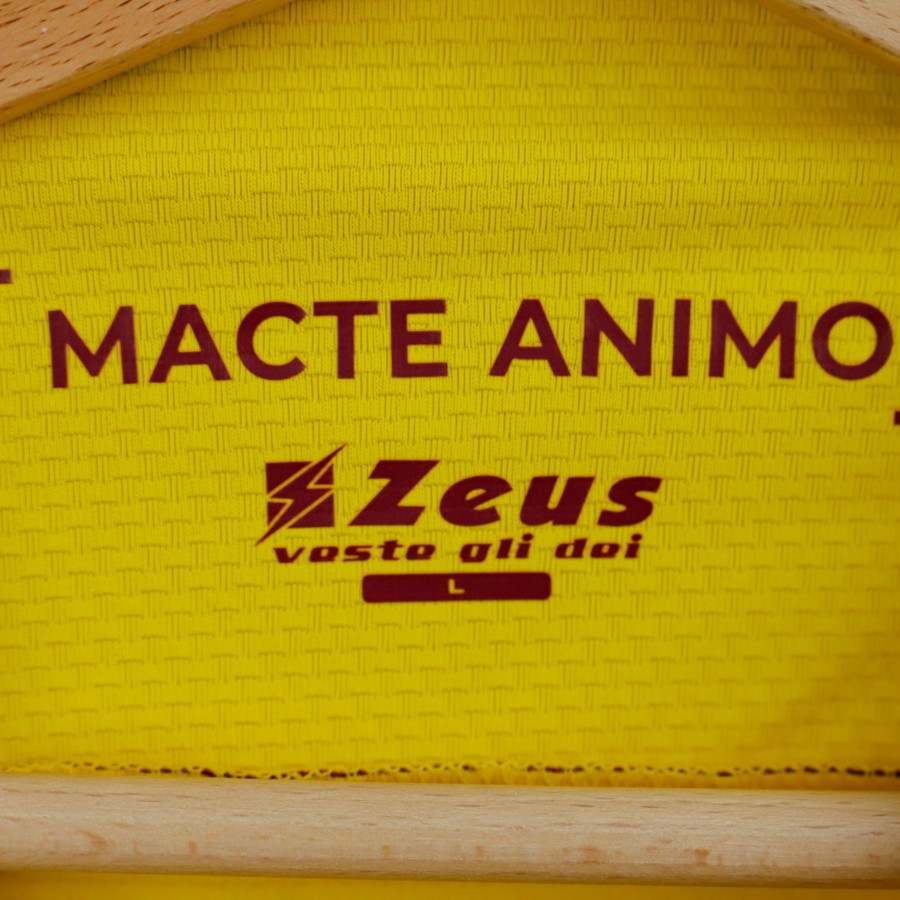 MACTE ANIMO
Zeus
veste gli dei
L